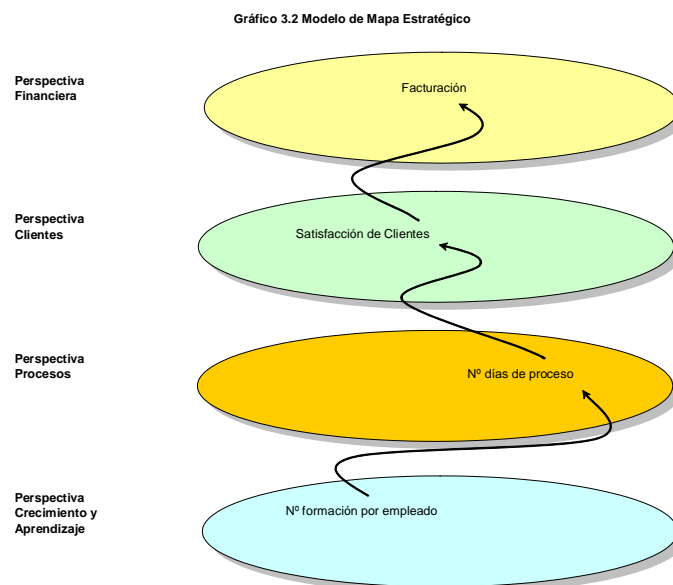 Gráfico 3.2 Modelo de Mapa Estratégico
Perspectiva
Financiera
Facturación
Perspectiva
Clientes
Satisfacción de Clientes
Perspectiva
Procesos
Nº días de proceso
Perspectiva
Crecimiento y
Aprendizaje
Nº formación por empleado